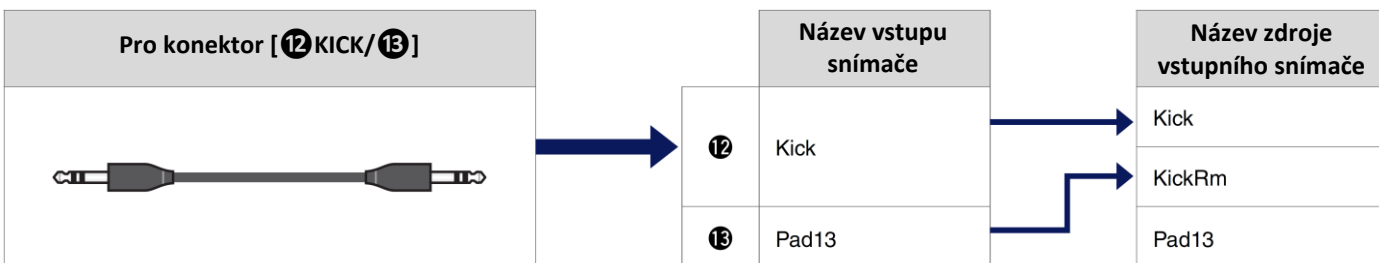 Pro konektor [⓬KICK/⓭]
Název vstupu
snímače
Název zdroje
vstupního snímače
⓬
Kick
Kick
KickRm
⓭
Pad13
Pad13